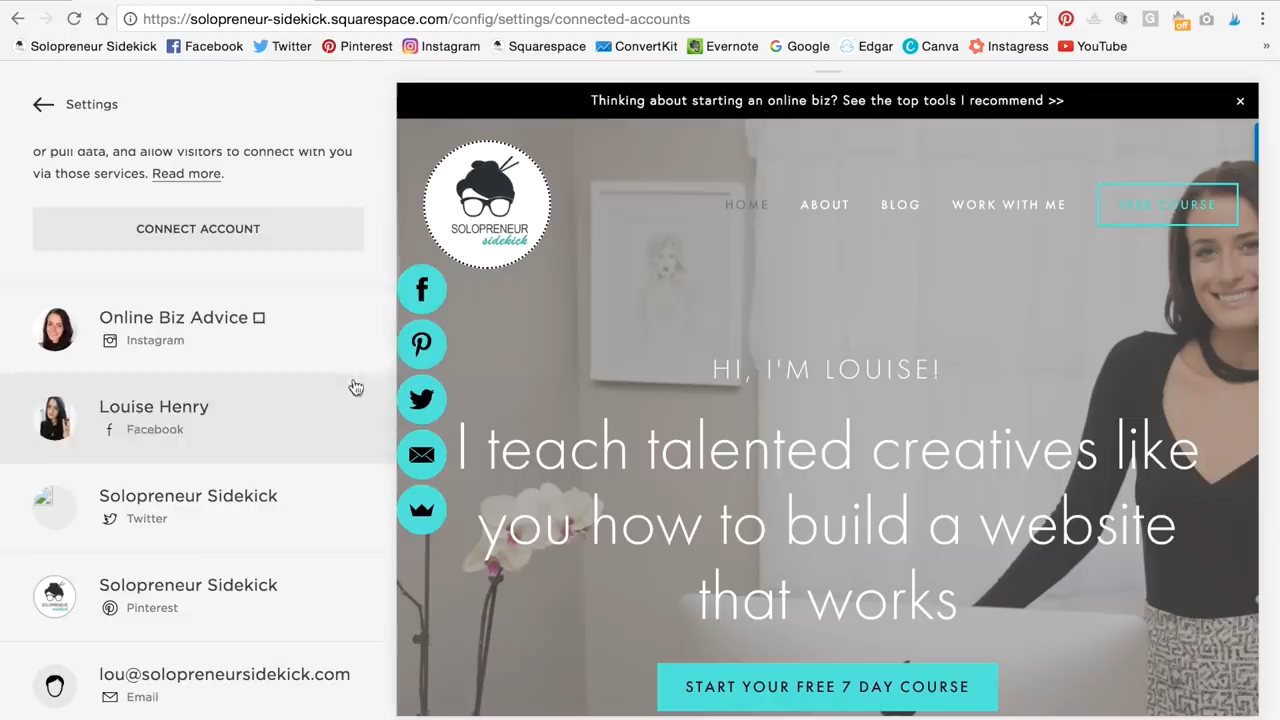 https://solopreneur-sidekick.squarespace.com/config/settings/connected-accounts
G
off
Solopreneur Sidekick Facebook Twitter Pinterest Instagram Squarespace ConvertKit Evernote Google Edgar Canva Instagress YouTube »
Settings
or pull data, and allow visitors to connect with you
via those services. Read more.
CONNECT ACCOUNT
Online Biz Advice
Instagram
Louise Henry
Facebook
Solopreneur Sidekick
Twitter
Solopreneur Sidekick
Pinterest
lou@solopreneursidekick.com
Email
Thinking about starting an online biz? See the top tools I recommend >>
SOLOPRENEUR
sidekick
HOME ABOUT BLOG WORK WITH ME FREE COURSE
HI, I'M LOUISE!
I teach talented creatives like
you how to build a website
that works
START YOUR FREE 7 DAY COURSE